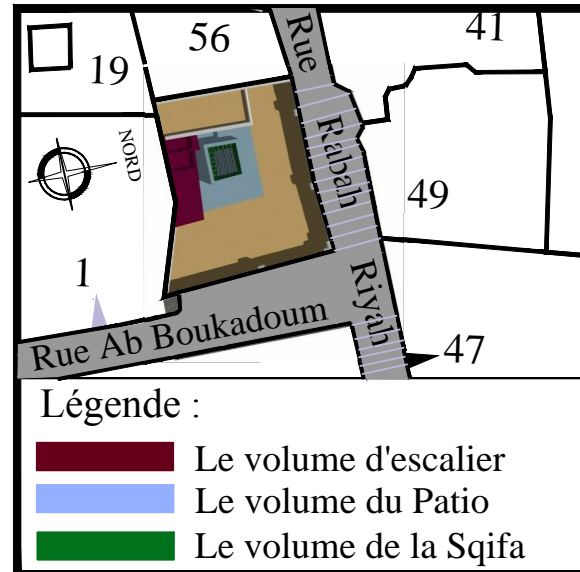 56
Rue
41
19
Rabah
NORD
49
1
Riyah
Rue Ab Boukadoum
47
Légende :
Le volume d'escalier
Le volume du Patio
Le volume de la Sqifa